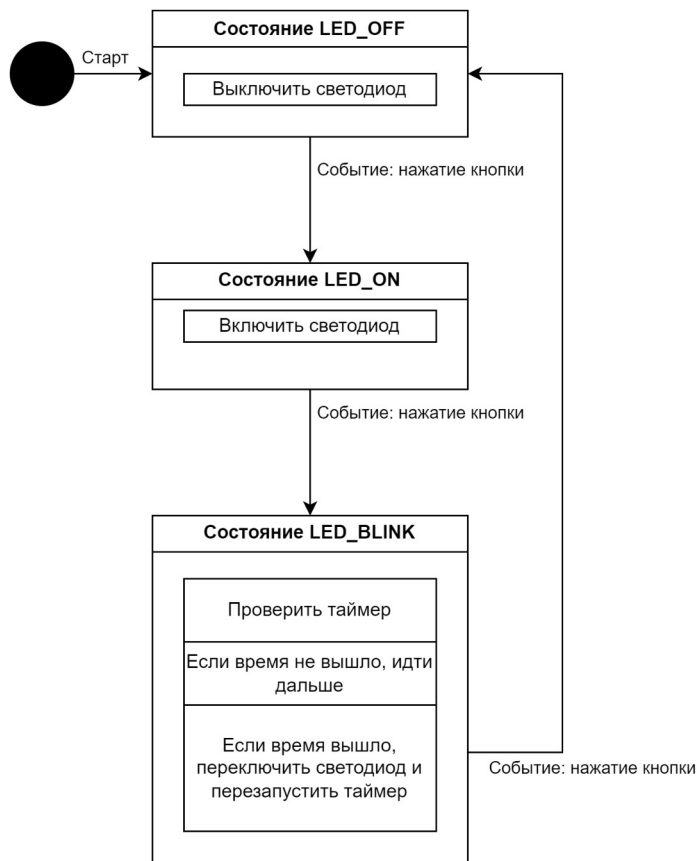 Состояние LED_OFF
Старт
Выключить светодиод
Событие: нажатие кнопки
Состояние LED_ON
Включить светодиод
Событие: нажатие кнопки
Состояние LED_BLINK
Проверить таймер
Если время не вышло, идти
дальше
Если время вышло,
переключить светодиод и
перезапустить таймер
Событие: нажатие кнопки